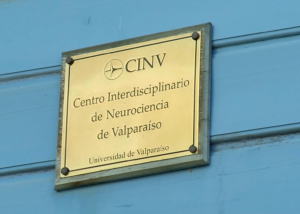 CINV
Centro Interdisciplinario
de Neurociencia
de Valparaíso
Universidad de Valparaíso